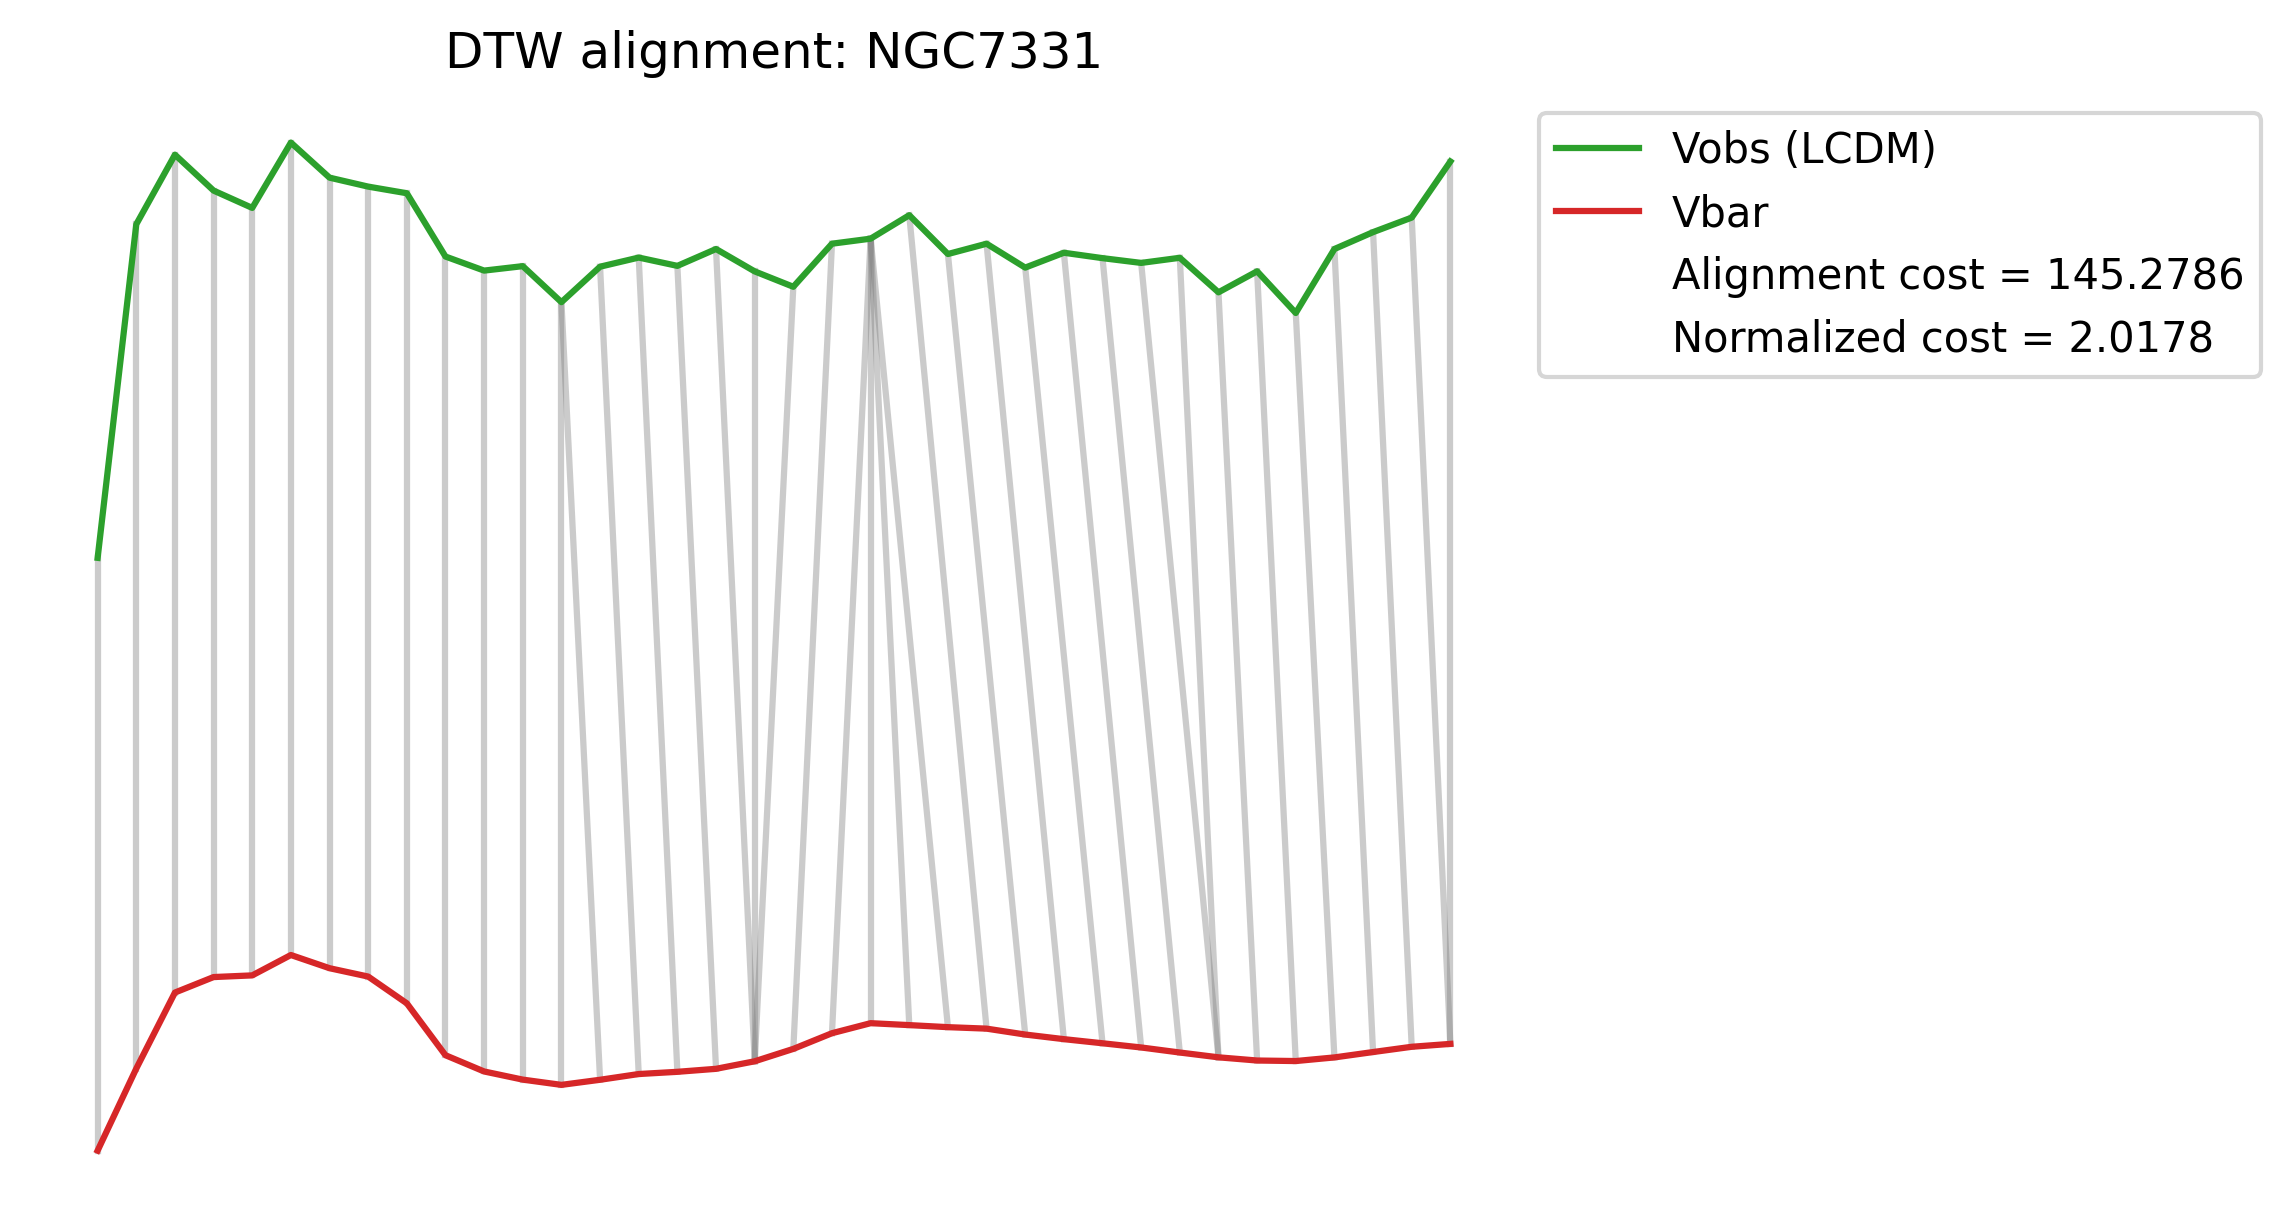 DTW alignment: NGC7331
Vobs (LCDM)
Vbar
Alignment cost = 145.2786
Normalized cost = 2.0178